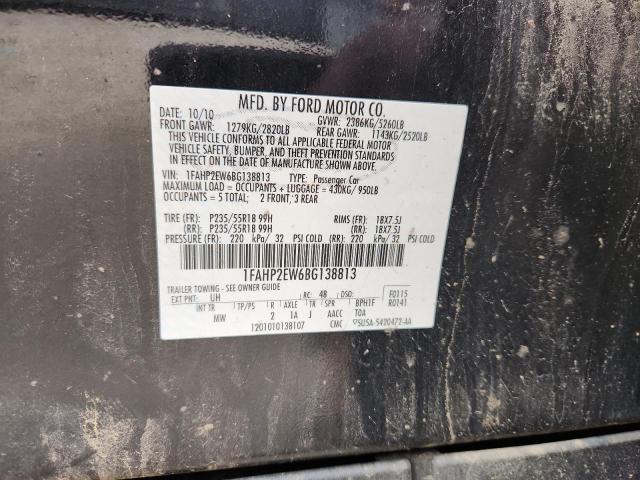 MFD. BY FORD MOTOR CO.
DATE: 10/10 GVWR: 2386KG/5260LB
FRONT GAWR: 1279KG/2820LB REAR GAWR: 1143KG/2520LB
THIS VEHICLE CONFORMS TO ALL APPLICABLE FEDERAL MOTOR
VEHICLE SAFETY, BUMPER, AND THEFT PREVENTION STANDARDS
IN EFFECT ON THE DATE OF MANUFACTURE SHOWN ABOVE.
VIN: 1FAHP2EW6BG138813 TYPE: Passenger Car
MAXIMUM LOAD = OCCUPANTS + LUGGAGE = 430KG/ 950LB
OCCUPANTS = 5 TOTAL; 2 FRONT, 3 REAR
TIRE (FR): P235/55R18 99H RIMS (FR): 18X7.5J
(RR): P235/55R18 99H (RR): 18X7.5J
PRESSURE (FR): 220 kPa/ 32 PSI COLD (RR): 220 kPa/ 32 PSI COLD
1FAHP2EW6BG138813
TRAILER TOWING - SEE OWNER GUIDE
EXT PNT: UH RC: 48 DSO: F0115
R0141
INT TR TP/PS R AXLE TR SPR BPH1F
MW 2 1A J AACC TOA
1201010138107 CMC 5U5A-5420472-AA